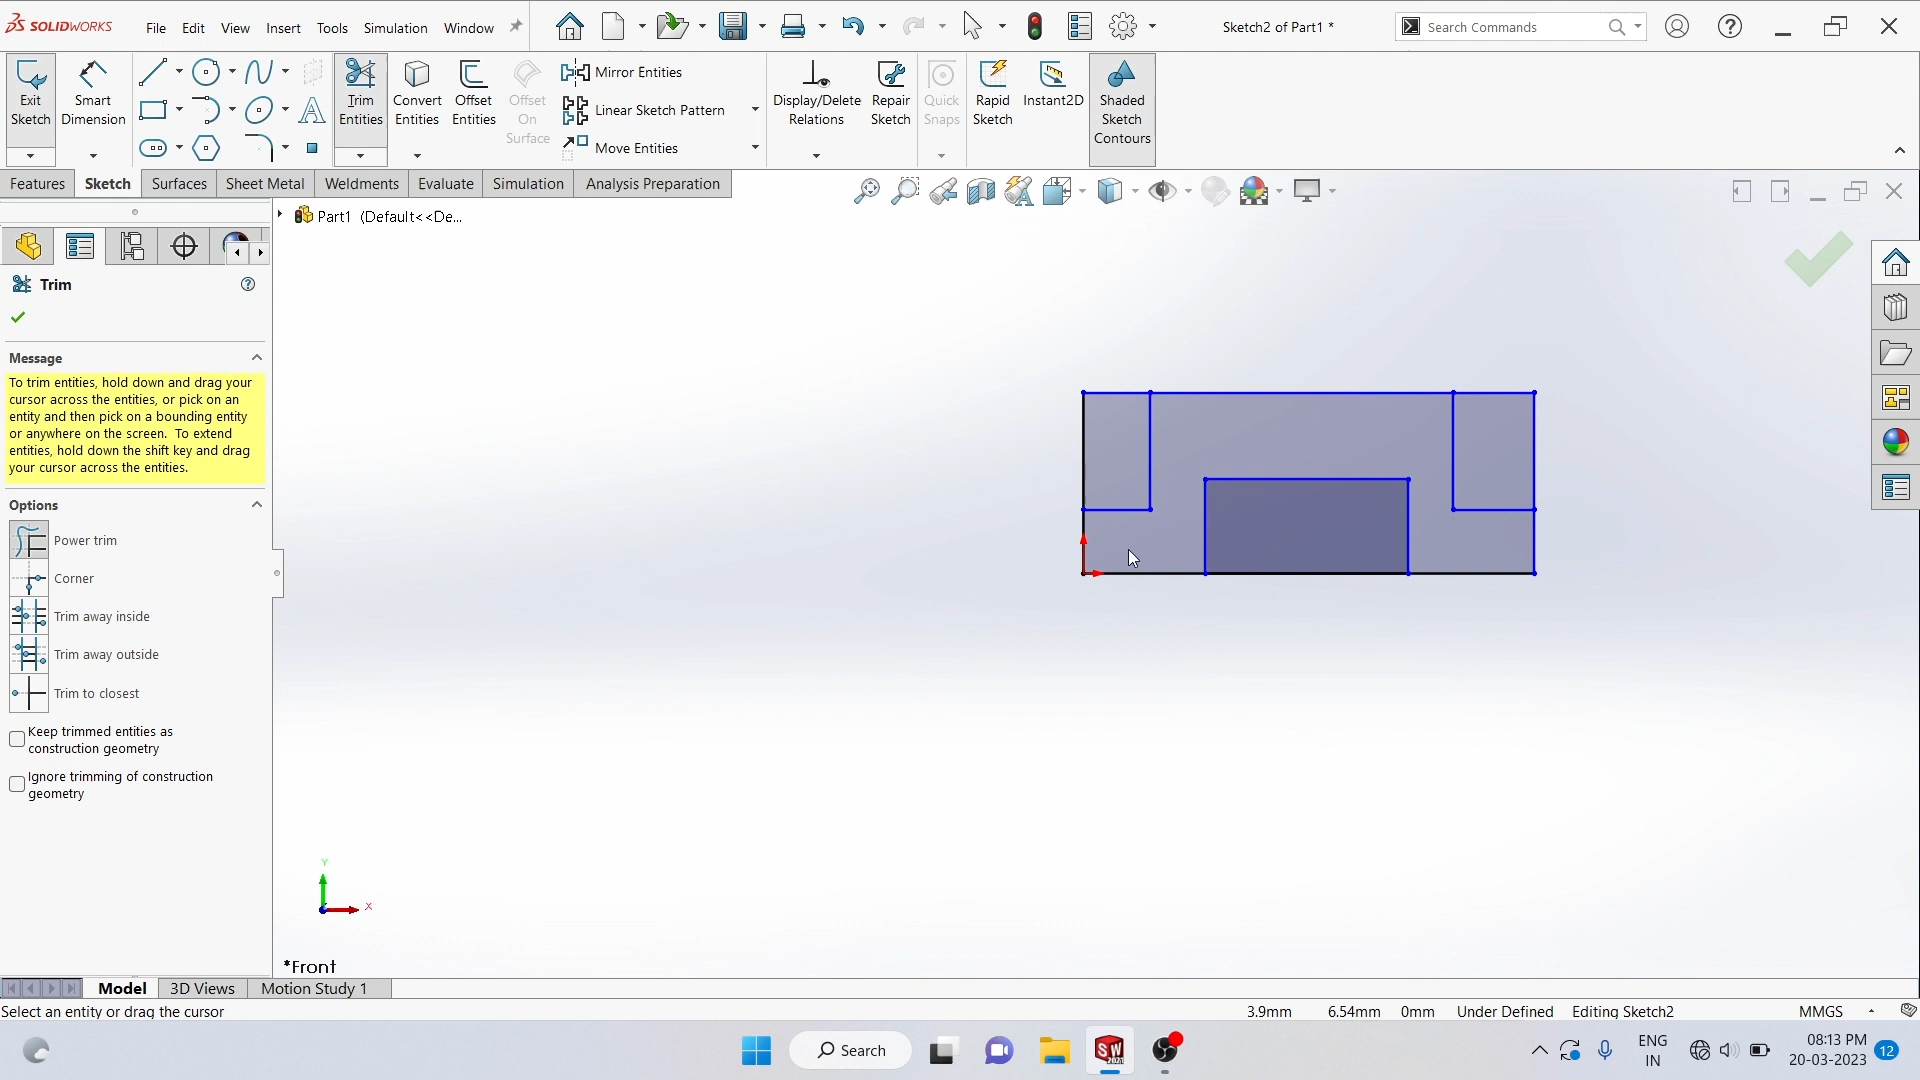 SOLIDWORKS
File Edit View Insert Tools Simulation Window
Sketch2 of Part1 *
Search Commands
Exit Sketch
Smart Dimension
Trim Entities
Convert Entities
Offset Entities
Offset On Surface
Mirror Entities
Linear Sketch Pattern
Move Entities
Display/Delete Relations
Repair Sketch
Quick Snaps
Rapid Sketch
Instant2D
Shaded Sketch Contours
Features Sketch Surfaces Sheet Metal Weldments Evaluate Simulation Analysis Preparation
Part1 (Default<<De...
Trim
Message
To trim entities, hold down and drag your
cursor across the entities, or pick on an
entity and then pick on a bounding entity
or anywhere on the screen. To extend
entities, hold down the shift key and drag
your cursor across the entities.
Options
Power trim
Corner
Trim away inside
Trim away outside
Trim to closest
Keep trimmed entities as
construction geometry
Ignore trimming of construction
geometry
Y
X
*Front
Model 3D Views Motion Study 1
Select an entity or drag the cursor 3.9mm 6.54mm 0mm Under Defined Editing Sketch2 MMGS
Search
SW
2021
ENG
IN
08:13 PM
20-03-2023
12